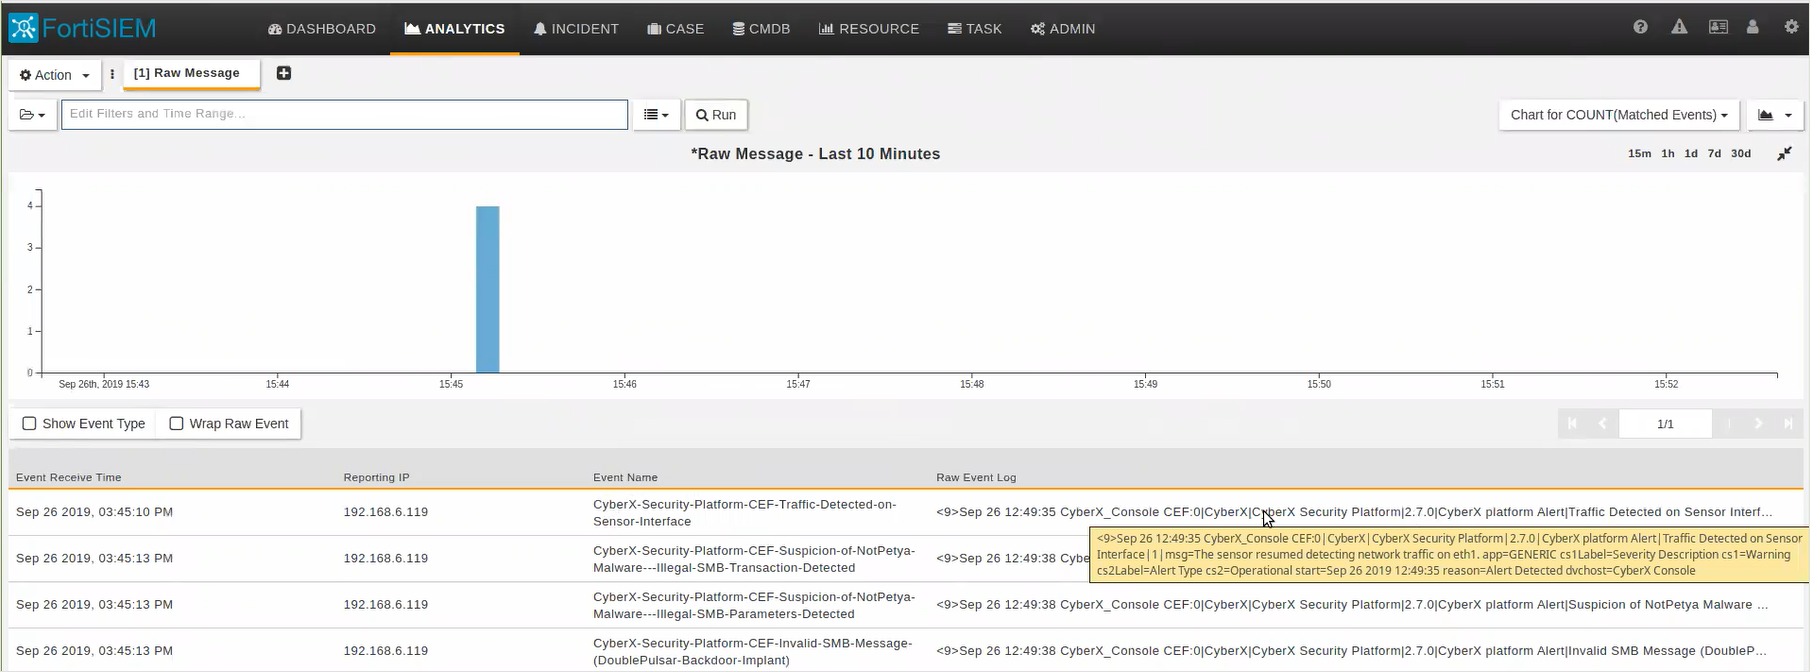 FortiSIEM
DASHBOARD ANALYTICS INCIDENT CASE CMDB RESOURCE TASK ADMIN
Action [1] Raw Message
Edit Filters and Time Range... Run Chart for COUNT(Matched Events)
*Raw Message - Last 10 Minutes 15m 1h 1d 7d 30d
4
3
2
1
0
Sep 26th, 2019 15:43 15:44 15:45 15:46 15:47 15:48 15:49 15:50 15:51 15:52
Show Event Type Wrap Raw Event 1/1
Event Receive Time Reporting IP Event Name Raw Event Log
Sep 26 2019, 03:45:10 PM 192.168.6.119 CyberX-Security-Platform-CEF-Traffic-Detected-on-
Sensor-Interface
<9>Sep 26 12:49:35 CyberX_Console CEF:0|CyberX|CyberX Security Platform|2.7.0|CyberX platform Alert|Traffic Detected on Sensor Interf...
<9>Sep 26 12:49:35 CyberX_Console CEF:0|CyberX|CyberX Security Platform|2.7.0|CyberX platform Alert|Traffic Detected on Sensor
Interface|1|msg=The sensor resumed detecting network traffic on eth1. app=GENERIC cs1Label=Severity Description cs1=Warning
cs2Label=Alert Type cs2=Operational start=Sep 26 2019 12:49:35 reason=Alert Detected dvchost=CyberX Console
Sep 26 2019, 03:45:13 PM 192.168.6.119 CyberX-Security-Platform-CEF-Suspicion-of-NotPetya-
Malware---Illegal-SMB-Transaction-Detected
<9>Sep 26 12:49:38 Cybe
Sep 26 2019, 03:45:13 PM 192.168.6.119 CyberX-Security-Platform-CEF-Suspicion-of-NotPetya-
Malware---Illegal-SMB-Parameters-Detected
<9>Sep 26 12:49:38 CyberX_Console CEF:0|CyberX|CyberX Security Platform|2.7.0|CyberX platform Alert|Suspicion of NotPetya Malware ...
Sep 26 2019, 03:45:13 PM 192.168.6.119 CyberX-Security-Platform-CEF-Invalid-SMB-Message-
(DoublePulsar-Backdoor-Implant)
<9>Sep 26 12:49:38 CyberX_Console CEF:0|CyberX|CyberX Security Platform|2.7.0|CyberX platform Alert|Invalid SMB Message (DoubleP...